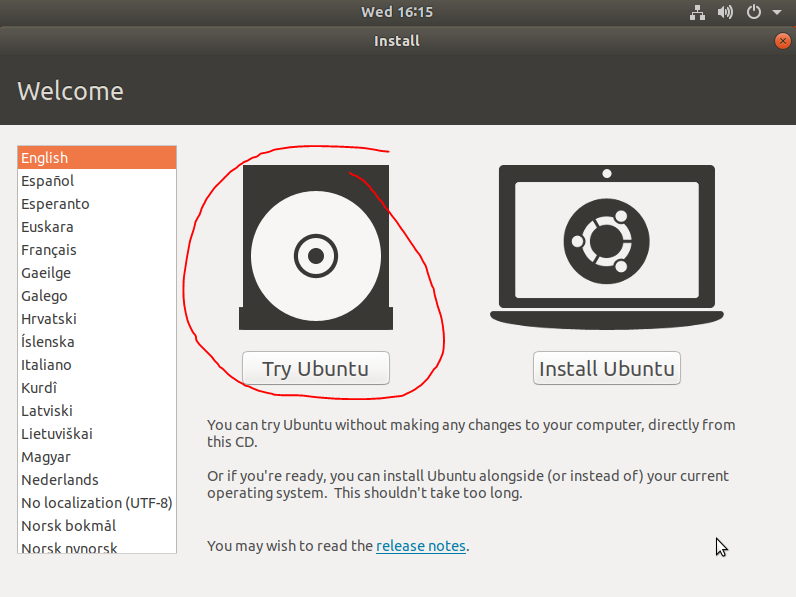 Wed 16:15
Install
Welcome
English
Español
Esperanto
Euskara
Français
Gaeilge
Galego
Hrvatski
Íslenska
Italiano
Kurdî
Latviski
Lietuviškai
Magyar
Nederlands
No localization (UTF-8)
Norsk bokmål
Norsk nynorsk
Try Ubuntu
Install Ubuntu
You can try Ubuntu without making any changes to your computer, directly from
this CD.
Or if you're ready, you can install Ubuntu alongside (or instead of) your current
operating system. This shouldn't take too long.
You may wish to read the release notes.